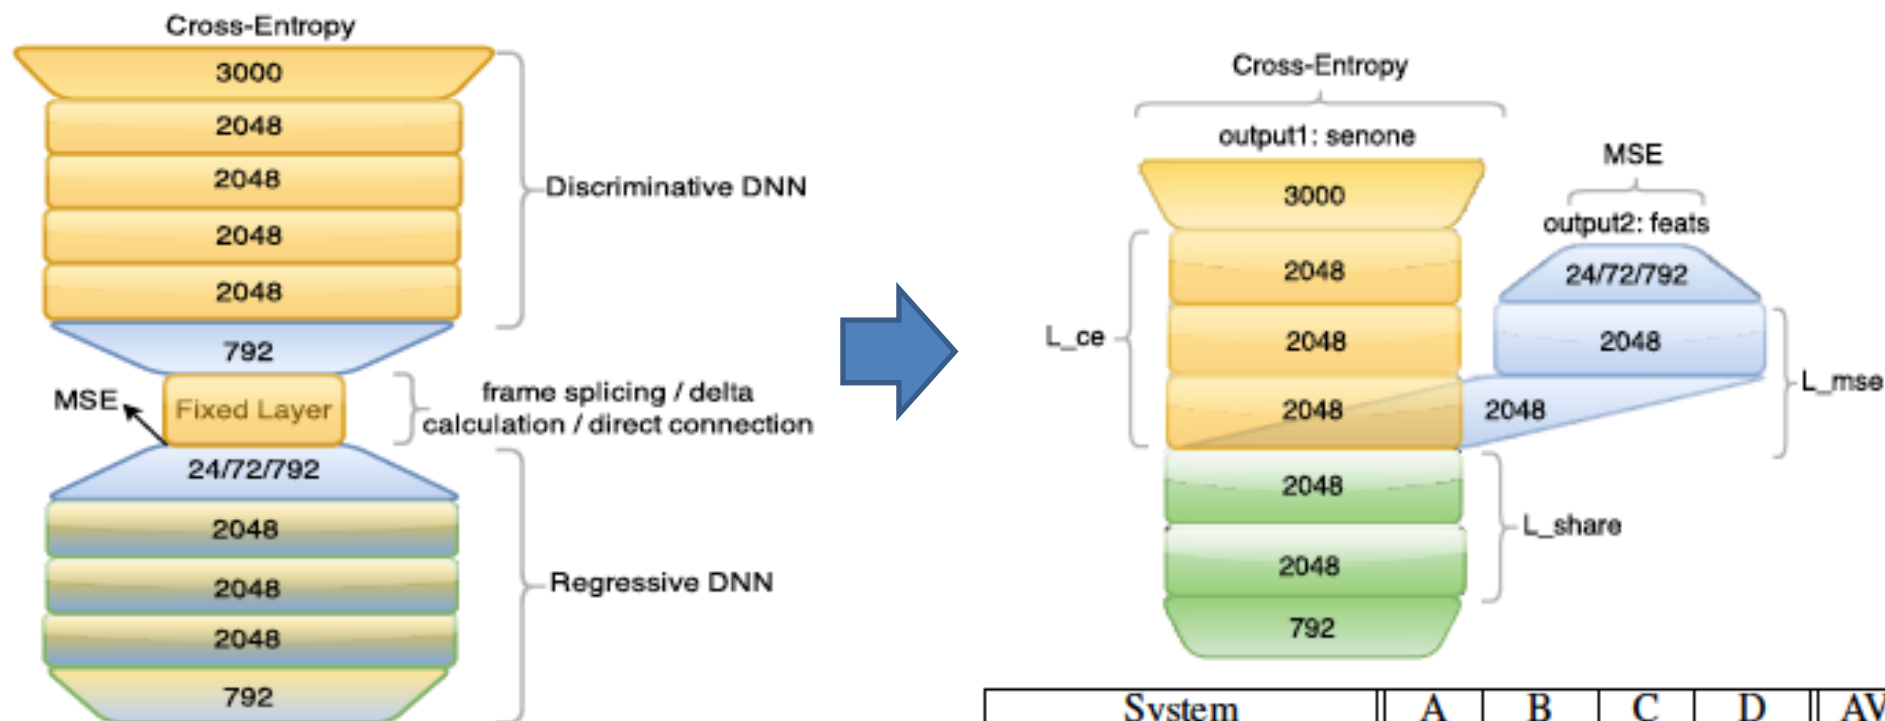 Cross-Entropy
3000
2048
2048
2048
2048
Discriminative DNN
792
MSE
Fixed Layer
frame splicing / delta
calculation / direct connection
24/72/792
2048
2048
2048
Regressive DNN
792
Cross-Entropy
output1: senone
3000
2048
2048
2048
L_ce
MSE
output2: feats
24/72/792
2048
2048
L_mse
2048
2048
L_share
792
System A B C D AV